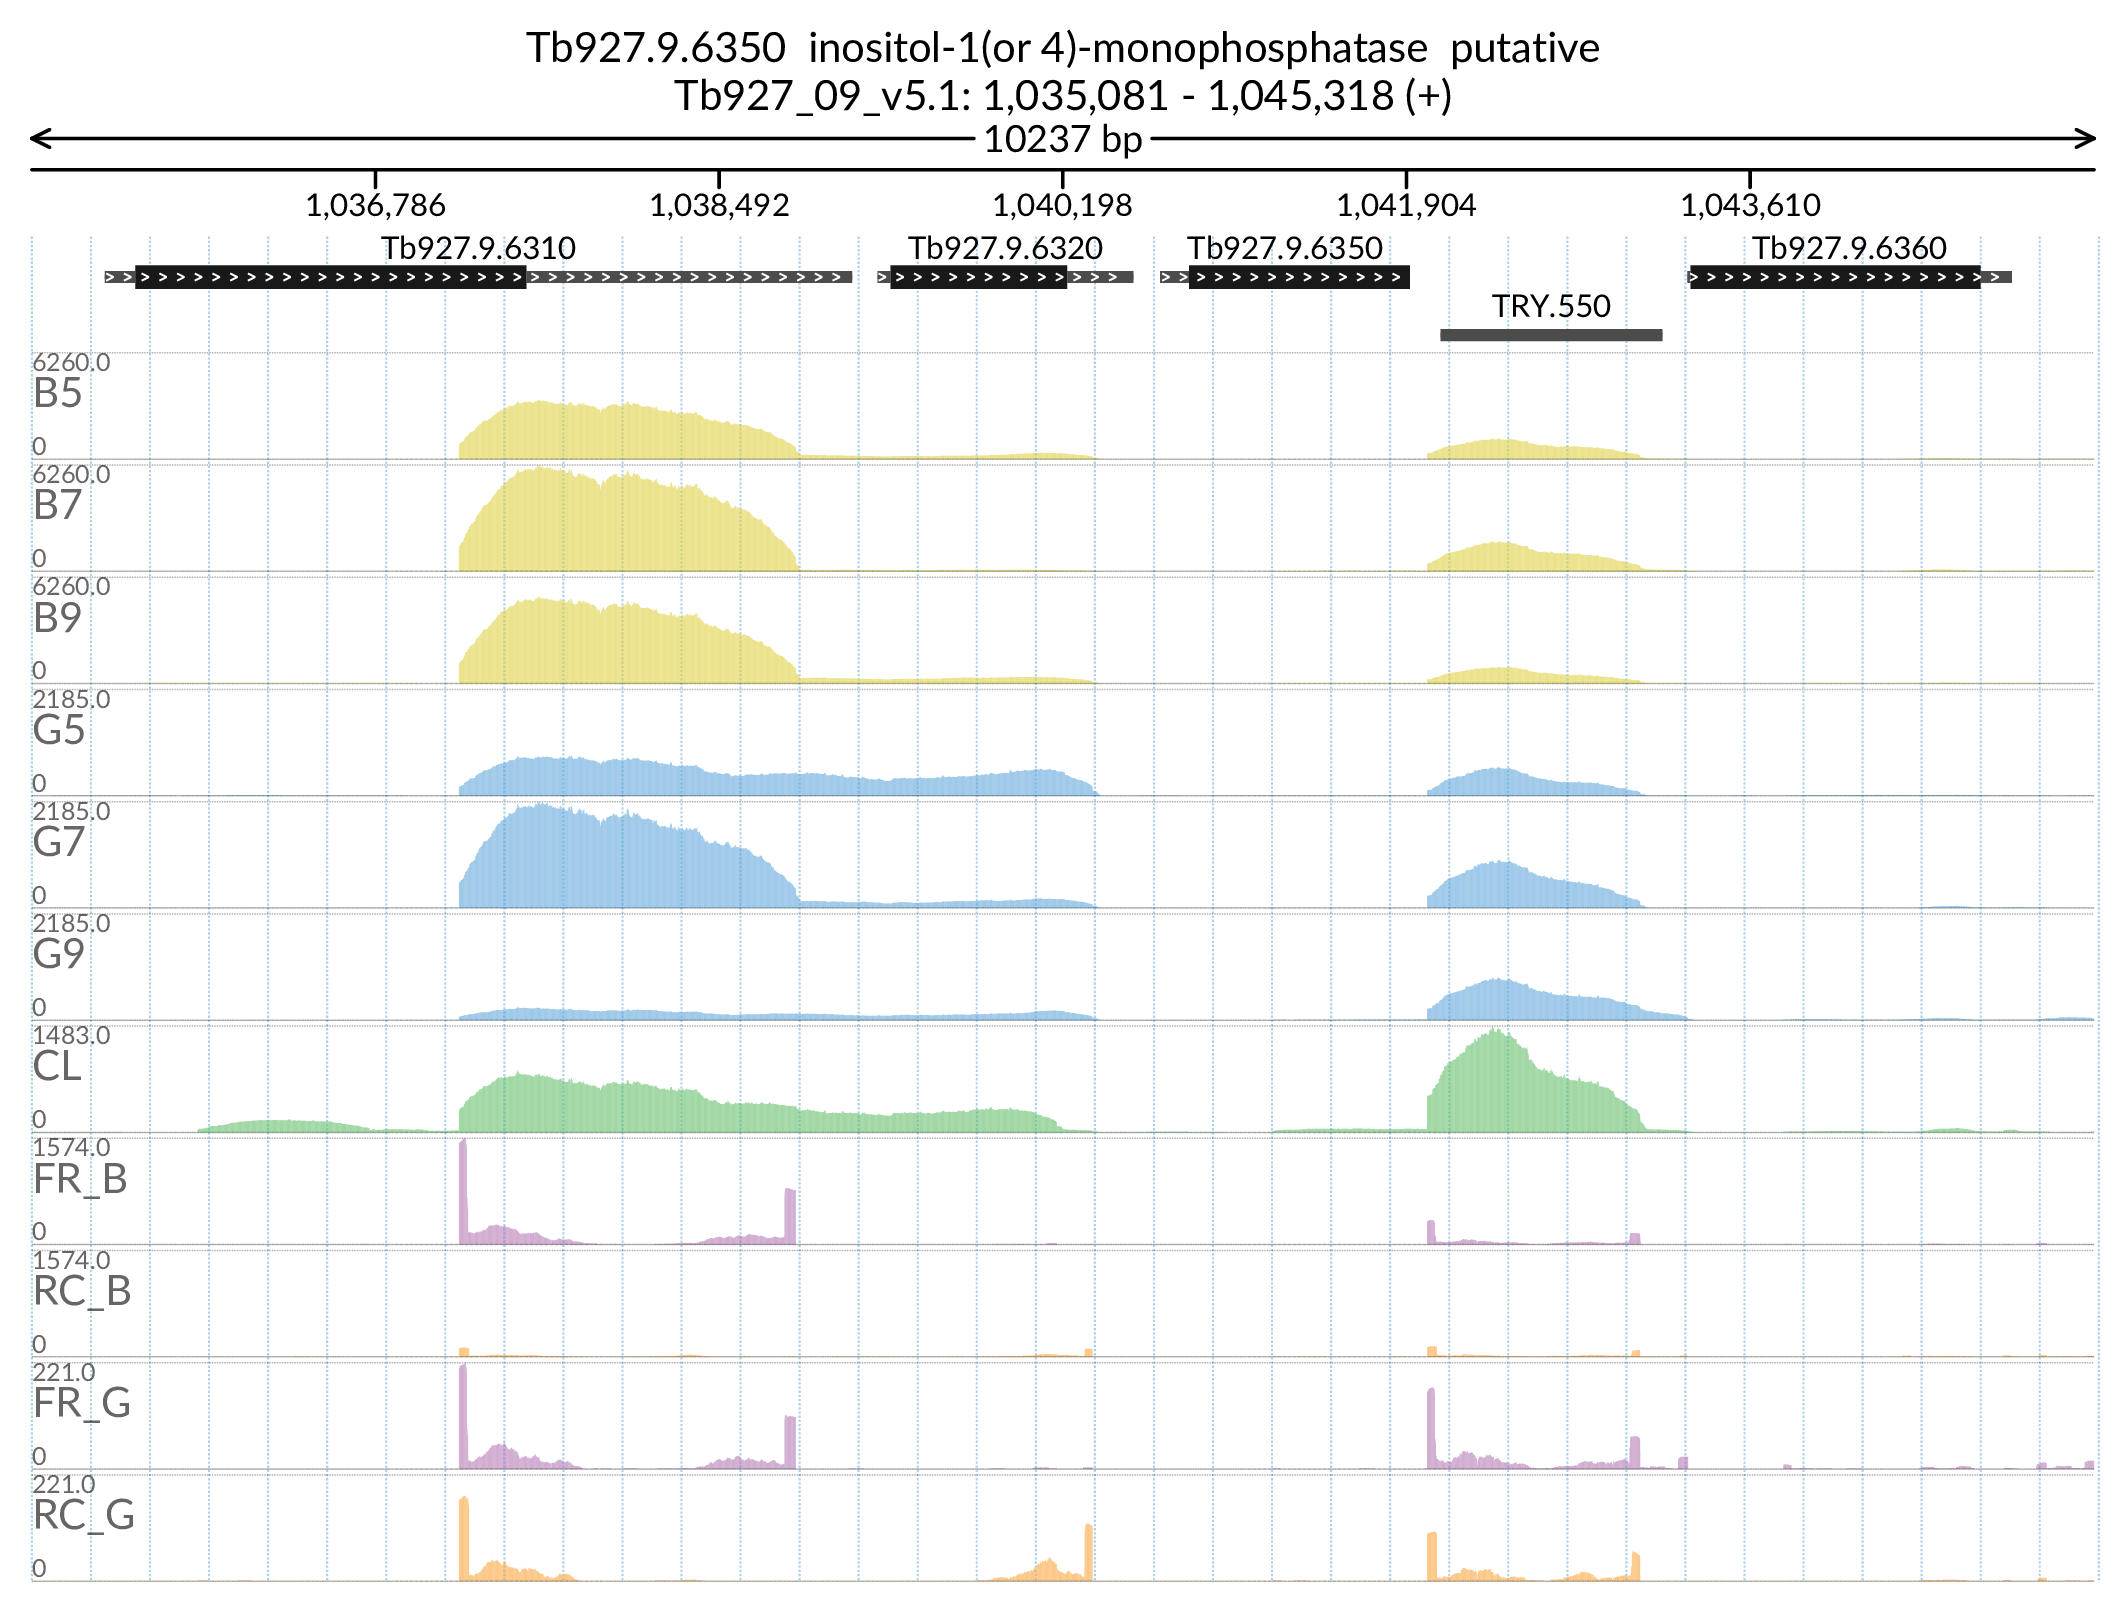 Tb927.9.6350 inositol-1(or 4)-monophosphatase putative
Tb927_09_v5.1: 1,035,081 - 1,045,318 (+)
10237 bp
1,036,786 1,038,492 1,040,198 1,041,904 1,043,610
Tb927.9.6310 Tb927.9.6320 Tb927.9.6350 Tb927.9.6360
TRY.550
6260.0
B5
0
6260.0
B7
0
6260.0
B9
0
2185.0
G5
0
2185.0
G7
0
2185.0
G9
0
1483.0
CL
0
1574.0
FR_B
0
1574.0
RC_B
0
221.0
FR_G
0
221.0
RC_G
0